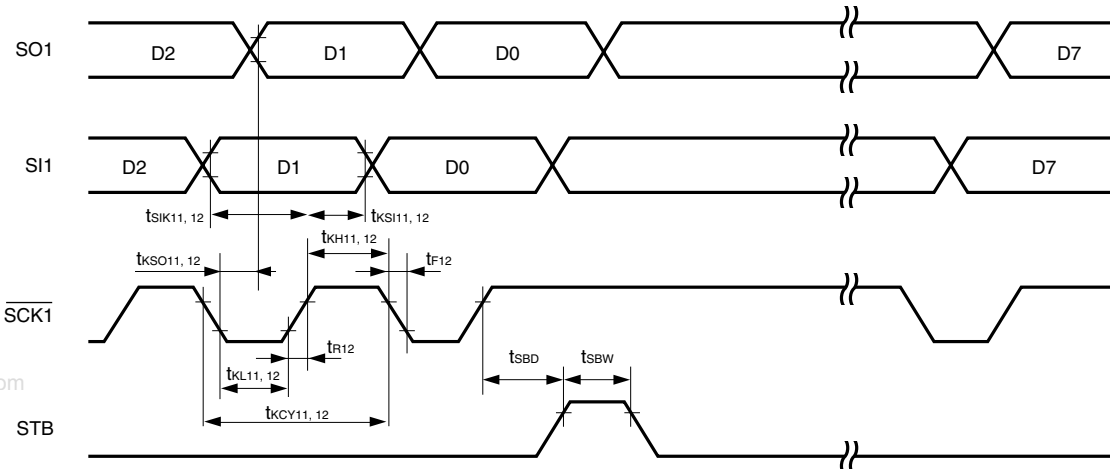 SO1 D2 D1 D0 D7
SI1 D2 D1 D0 D7
tSIK11, 12 tKSI11, 12
tKH11, 12
tKSO11, 12 tF12
SCK1
tR12
tSBD tSBW
tKL11, 12
om
tKCY11, 12
STB